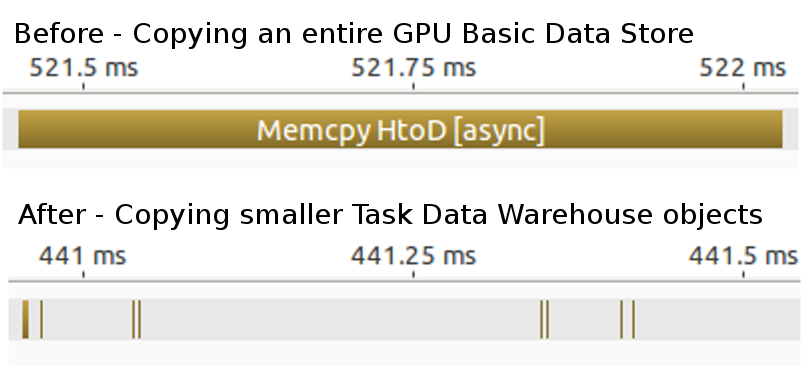 Before - Copying an entire GPU Basic Data Store
521.5 ms 521.75 ms 522 ms
Memcpy HtoD [async]
After - Copying smaller Task Data Warehouse objects
441 ms 441.25 ms 441.5 ms